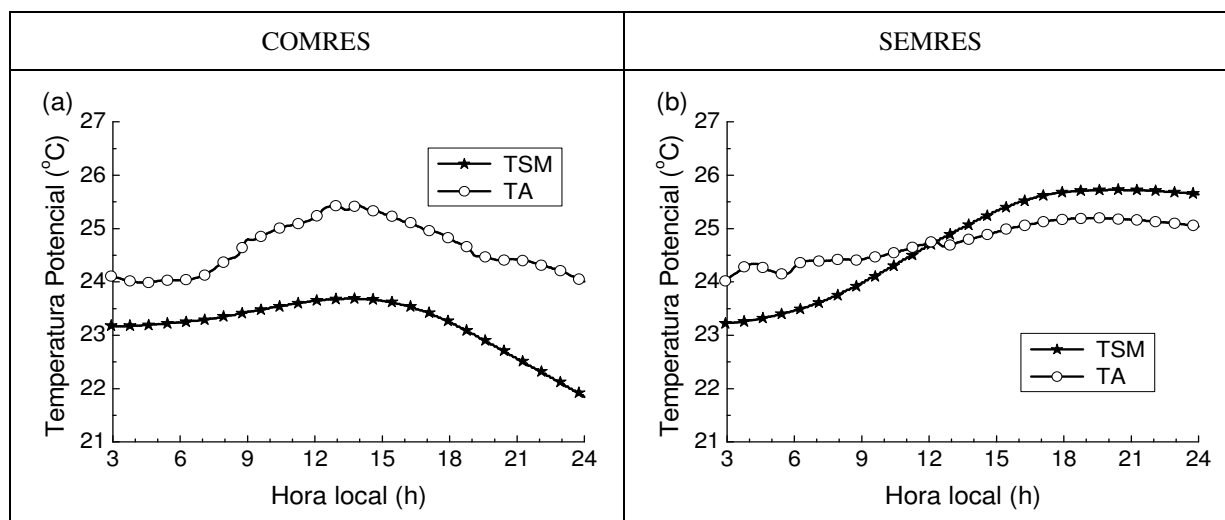 COMRES
SEMRES
(a)
27
26
25
24
23
22
21
Temperatura Potencial (°C)
TSM
TA
3 6 9 12 15 18 21 24
Hora local (h)
(b)
27
26
25
24
23
22
21
Temperatura Potencial (°C)
TSM
TA
3 6 9 12 15 18 21 24
Hora local (h)